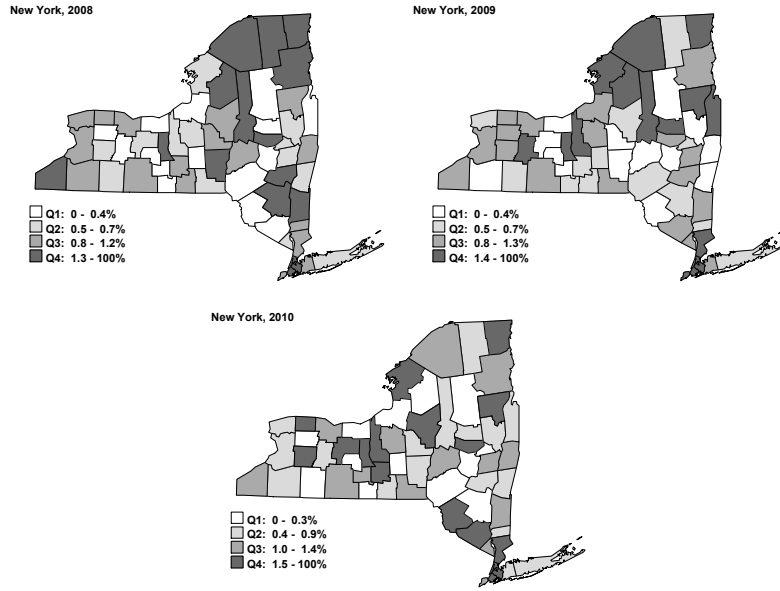 New York, 2008
Q1: 0 - 0.4%
Q2: 0.5 - 0.7%
Q3: 0.8 - 1.2%
Q4: 1.3 - 100%
New York, 2009
Q1: 0 - 0.4%
Q2: 0.5 - 0.7%
Q3: 0.8 - 1.3%
Q4: 1.4 - 100%
New York, 2010
Q1: 0 - 0.3%
Q2: 0.4 - 0.9%
Q3: 1.0 - 1.4%
Q4: 1.5 - 100%